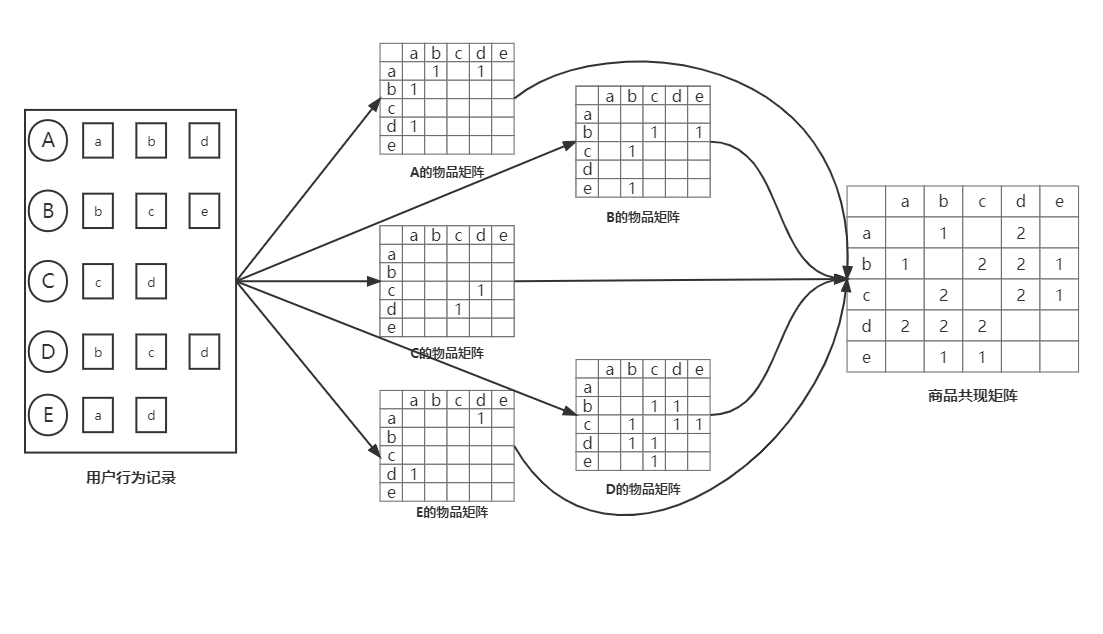 A a b d
B b c e
C c d
D b c d
E a d
用户行为记录
a b c d e
a 1 1
b 1
c
d 1
e
A的物品矩阵
a b c d e
a
b 1 1
c 1
d
e 1
B的物品矩阵
a b c d e
a
b
c 1
d 1
e
C的物品矩阵
a b c d e
a
b 1 1
c 1 1 1
d 1 1
e 1
D的物品矩阵
a b c d e
a 1
b
c
d 1
e
E的物品矩阵
a b c d e
a 1 2
b 1 2 2 1
c 2 2 1
d 2 2 2
e 1 1
商品共现矩阵